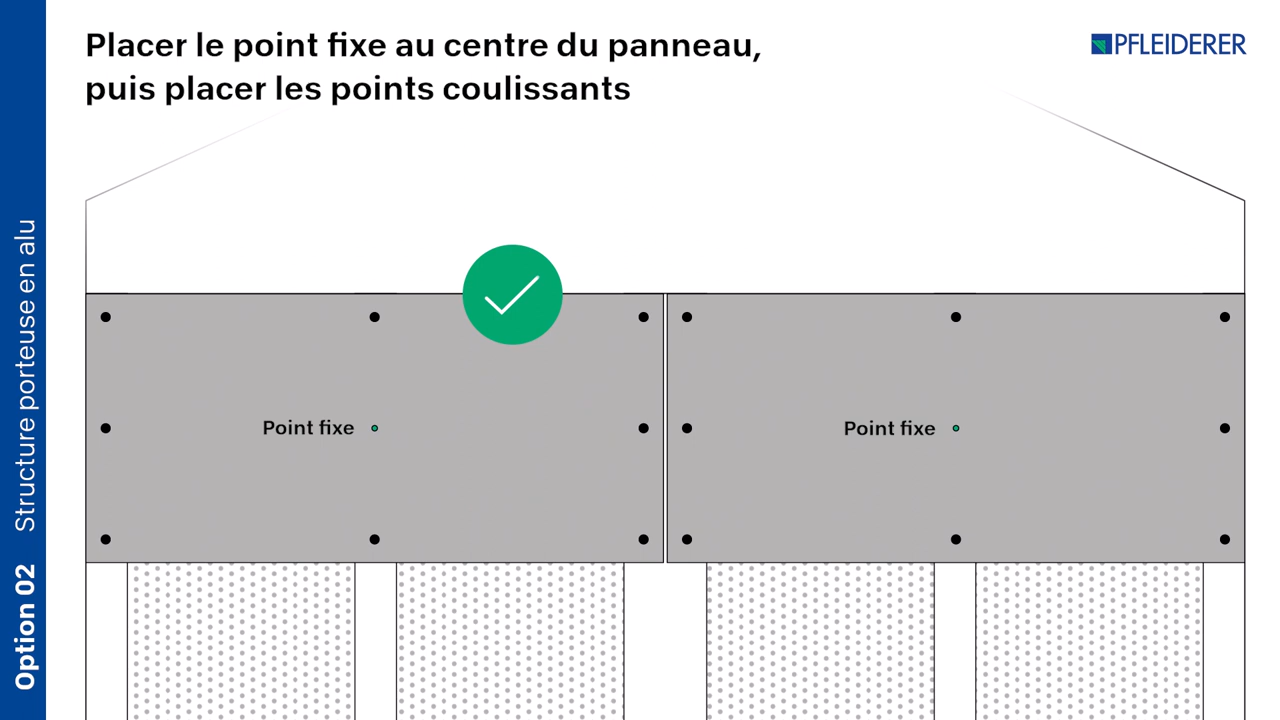 Placer le point fixe au centre du panneau,
puis placer les points coulissants
PFLEIDERER
Point fixe
Point fixe
Option 02 Structure porteuse en alu